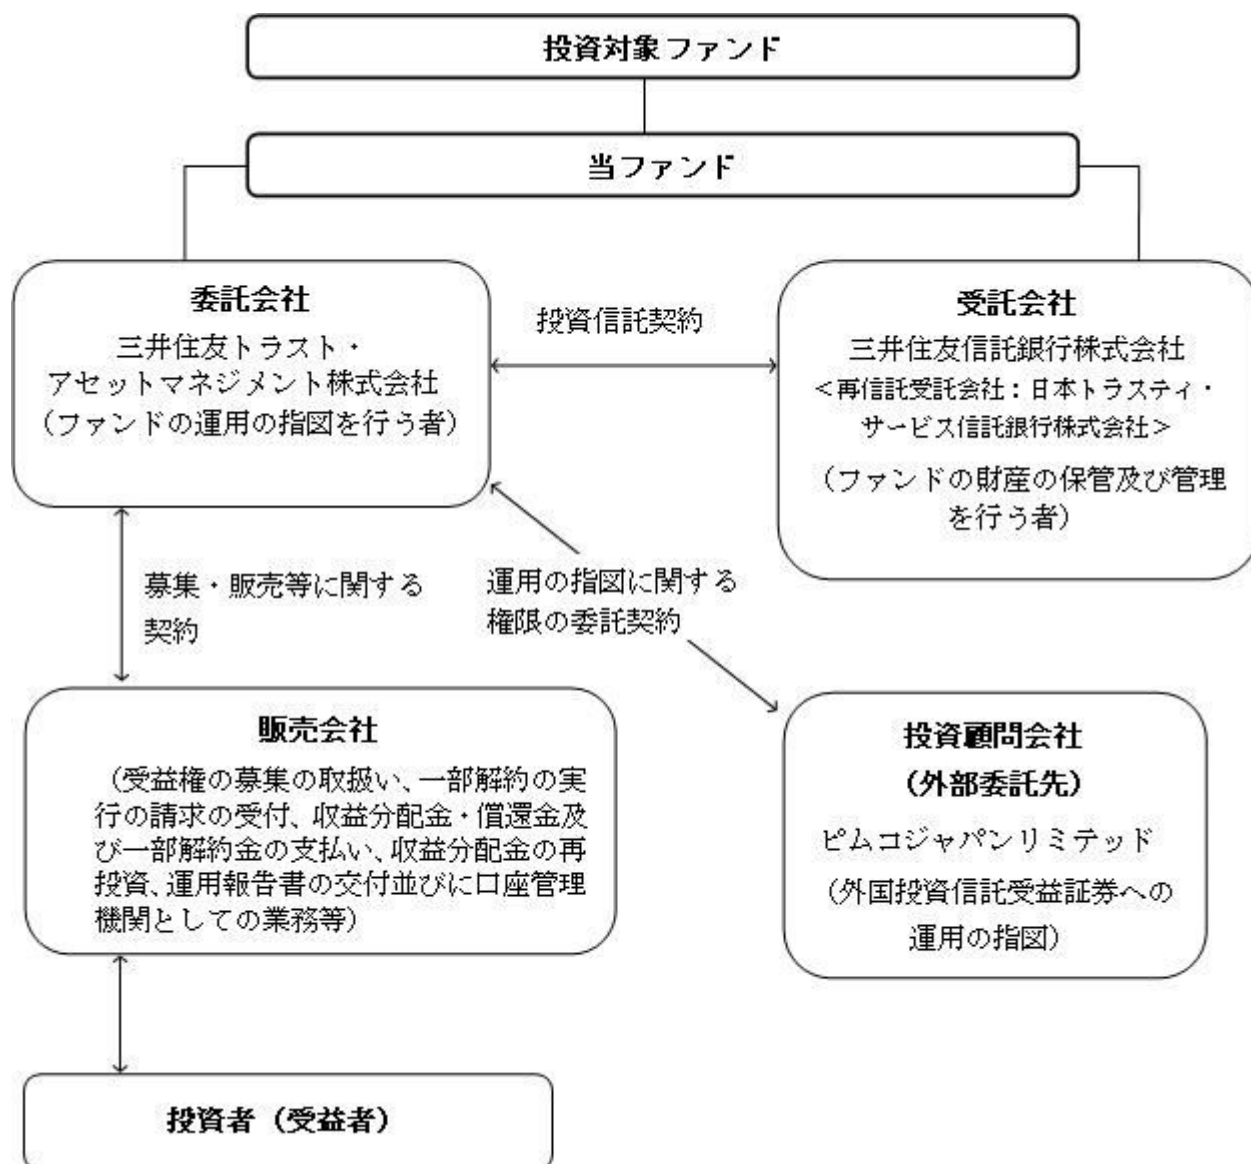 投資対象ファンド
当ファンド
委託会社
三井住友トラスト・
アセットマネジメント株式会社
（ファンドの運用の指図を行う者）
投資信託契約
受託会社
三井住友信託銀行株式会社
＜再信託受託会社：日本トラスティ・
サービス信託銀行株式会社＞
（ファンドの財産の保管及び管理
を行う者）
募集・販売等に関する
契約
運用の指図に関する
権限の委託契約
販売会社
（受益権の募集の取扱い、一部解約の実
行の請求の受付、収益分配金・償還金及
び一部解約金の支払い、収益分配金の再
投資、運用報告書の交付並びに口座管理
機関としての業務等）
投資顧問会社
（外部委託先）
ピムコジャパンリミテッド
（外国投資信託受益証券への
運用の指図）
投資者（受益者）